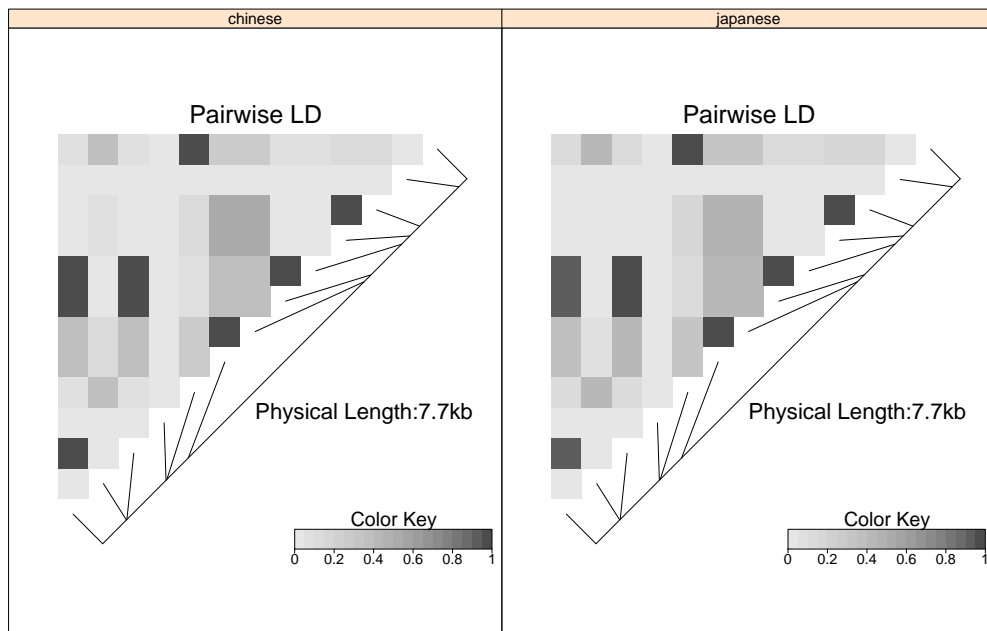 chinese
japanese
Pairwise LD
Pairwise LD
Physical Length:7.7kb
Physical Length:7.7kb
Color Key
Color Key
0 0.2 0.4 0.6 0.8 1
0 0.2 0.4 0.6 0.8 1